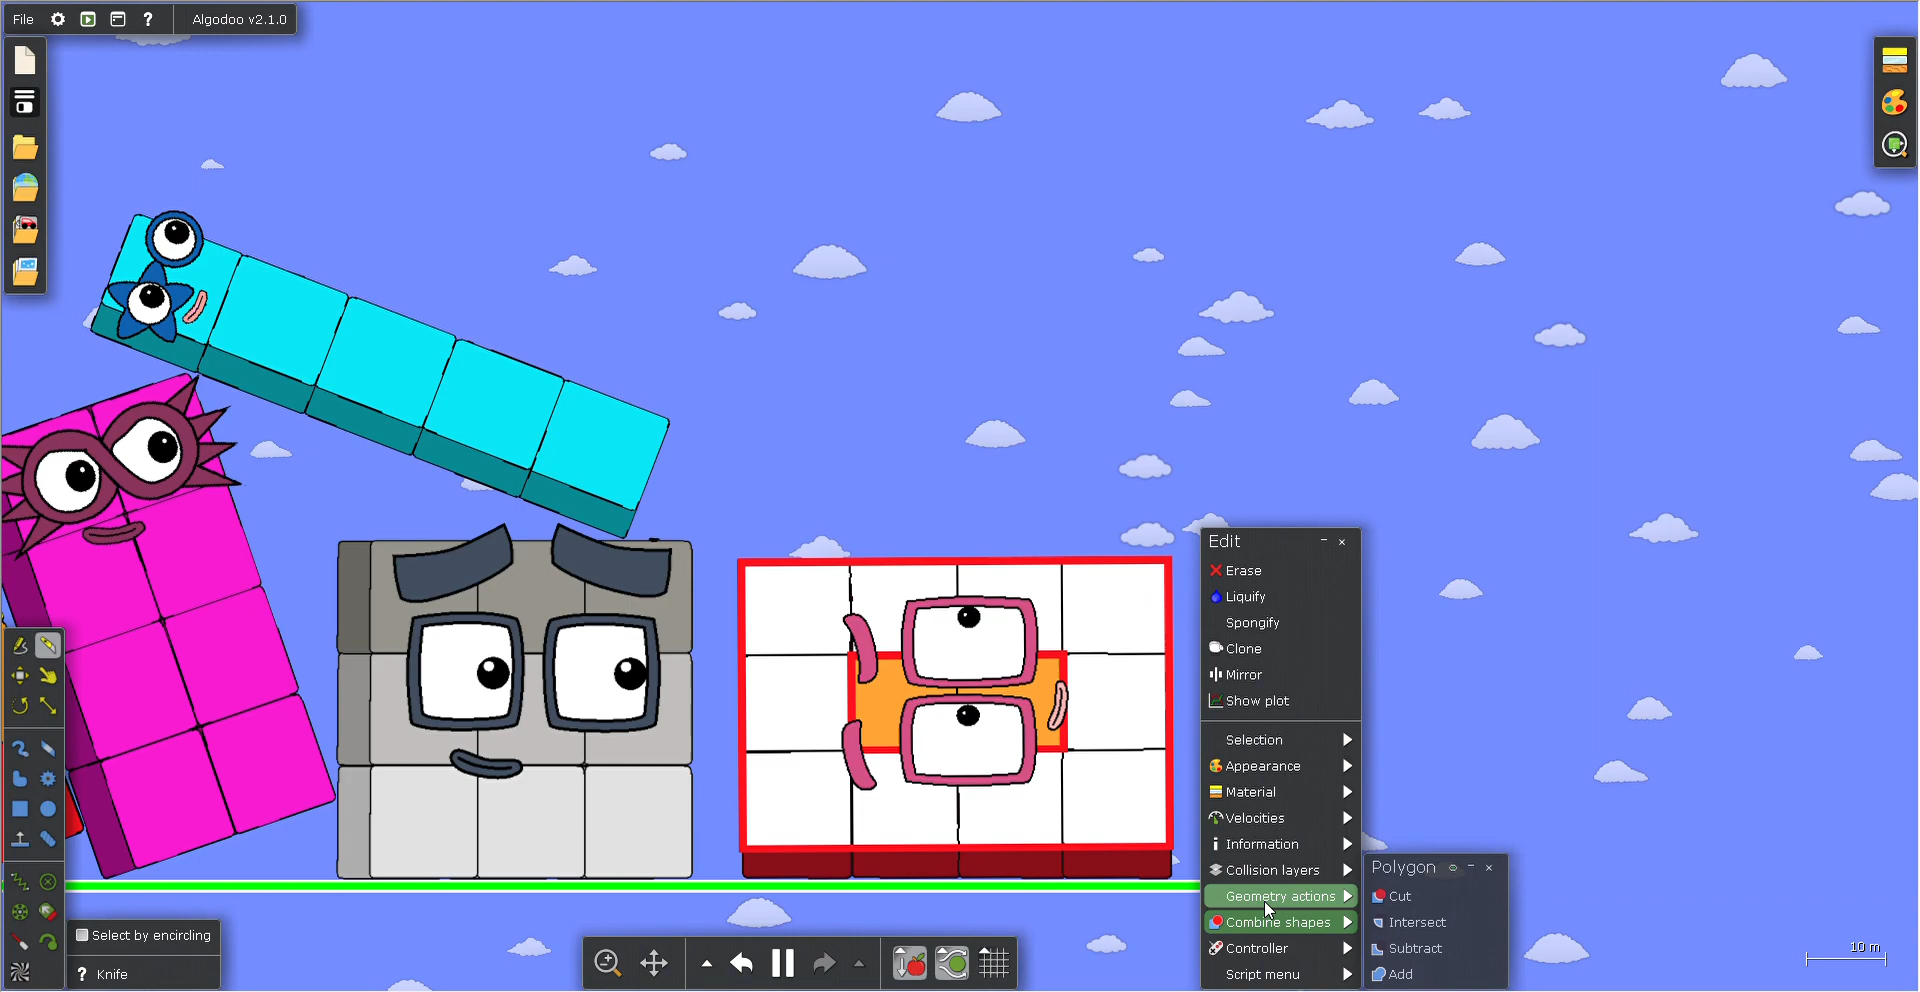 File ? Algodoo v2.1.0
Edit
Erase
Liquify
Spongify
Clone
Mirror
Show plot
Selection
Appearance
Material
Velocities
Information
Collision layers
Geometry actions
Combine shapes
Controller
Script menu
Polygon
Cut
Intersect
Subtract
Add
Select by encircling
? Knife
10 m